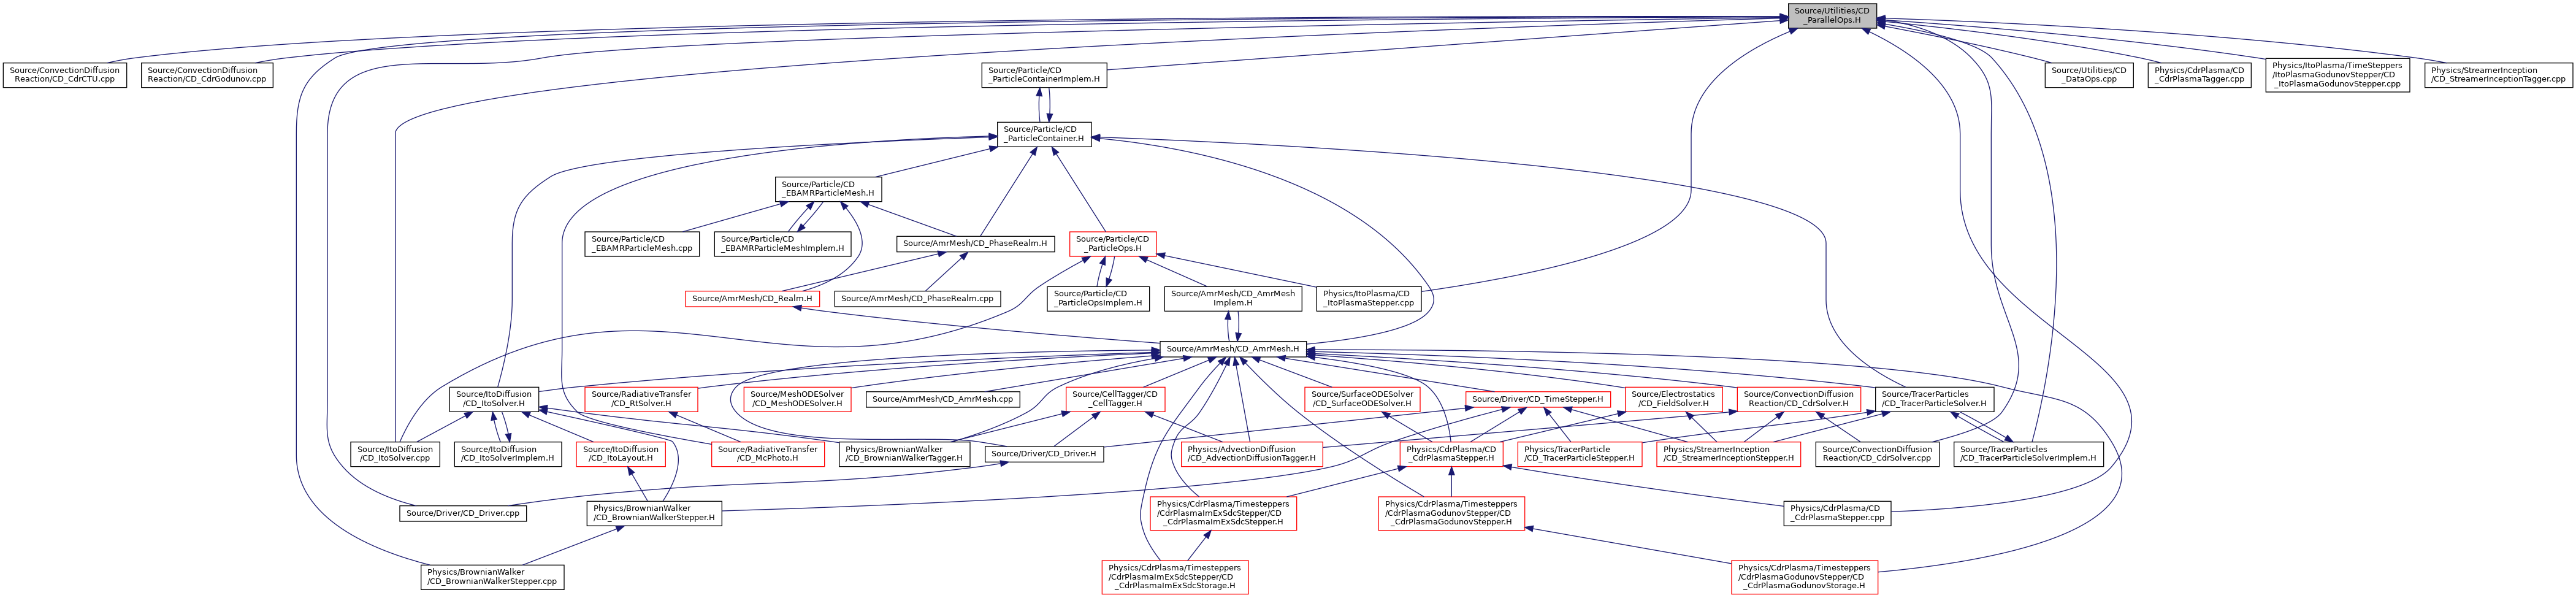 Source/Utilities/CD
_ParallelOps.H
Source/ConvectionDiffusion
Reaction/CD_CdrCTU.cpp
Source/ConvectionDiffusion
Reaction/CD_CdrGodunov.cpp
Source/Particle/CD
_ParticleContainerImplem.H
Source/Utilities/CD
_DataOps.cpp
Physics/CdrPlasma/CD
_CdrPlasmaTagger.cpp
Physics/ItoPlasma/TimeSteppers
/ItoPlasmaGodunovStepper/CD
_ItoPlasmaGodunovStepper.cpp
Physics/StreamerInception
/CD_StreamerInceptionTagger.cpp
Source/Particle/CD
_ParticleContainer.H
Source/Particle/CD
_EBAMRParticleMesh.H
Source/Particle/CD
_EBAMRParticleMesh.cpp
Source/Particle/CD
_EBAMRParticleMeshImplem.H
Source/AmrMesh/CD_PhaseRealm.H
Source/Particle/CD
_ParticleOps.H
Source/AmrMesh/CD_Realm.H
Source/AmrMesh/CD_PhaseRealm.cpp
Source/Particle/CD
_ParticleOpsImplem.H
Source/AmrMesh/CD_AmrMesh
Implem.H
Physics/ItoPlasma/CD
_ItoPlasmaStepper.cpp
Source/AmrMesh/CD_AmrMesh.H
Source/ItoDiffusion
/CD_ItoSolver.H
Source/RadiativeTransfer
/CD_RtSolver.H
Source/MeshODESolver
/CD_MeshODESolver.H
Source/AmrMesh/CD_AmrMesh.cpp
Source/CellTagger/CD
_CellTagger.H
Source/SurfaceODESolver
/CD_SurfaceODESolver.H
Source/Driver/CD_TimeStepper.H
Source/Electrostatics
/CD_FieldSolver.H
Source/ConvectionDiffusion
Reaction/CD_CdrSolver.H
Source/TracerParticles
/CD_TracerParticleSolver.H
Source/ItoDiffusion
/CD_ItoSolver.cpp
Source/ItoDiffusion
/CD_ItoSolverImplem.H
Source/ItoDiffusion
/CD_ItoLayout.H
Source/RadiativeTransfer
/CD_McPhoto.H
Physics/BrownianWalker
/CD_BrownianWalkerTagger.H
Source/Driver/CD_Driver.H
Physics/AdvectionDiffusion
/CD_AdvectionDiffusionTagger.H
Physics/CdrPlasma/CD
_CdrPlasmaStepper.H
Physics/TracerParticle
/CD_TracerParticleStepper.H
Physics/StreamerInception
/CD_StreamerInceptionStepper.H
Source/ConvectionDiffusion
Reaction/CD_CdrSolver.cpp
Source/TracerParticles
/CD_TracerParticleSolverImplem.H
Source/Driver/CD_Driver.cpp
Physics/BrownianWalker
/CD_BrownianWalkerStepper.H
Physics/CdrPlasma/Timesteppers
/CdrPlasmaImExSdcStepper/CD
_CdrPlasmaImExSdcStepper.H
Physics/CdrPlasma/Timesteppers
/CdrPlasmaGodunovStepper/CD
_CdrPlasmaGodunovStepper.H
Physics/CdrPlasma/CD
_CdrPlasmaStepper.cpp
Physics/BrownianWalker
/CD_BrownianWalkerStepper.cpp
Physics/CdrPlasma/Timesteppers
/CdrPlasmaImExSdcStepper/CD
_CdrPlasmaImExSdcStorage.H
Physics/CdrPlasma/Timesteppers
/CdrPlasmaGodunovStepper/CD
_CdrPlasmaGodunovStorage.H